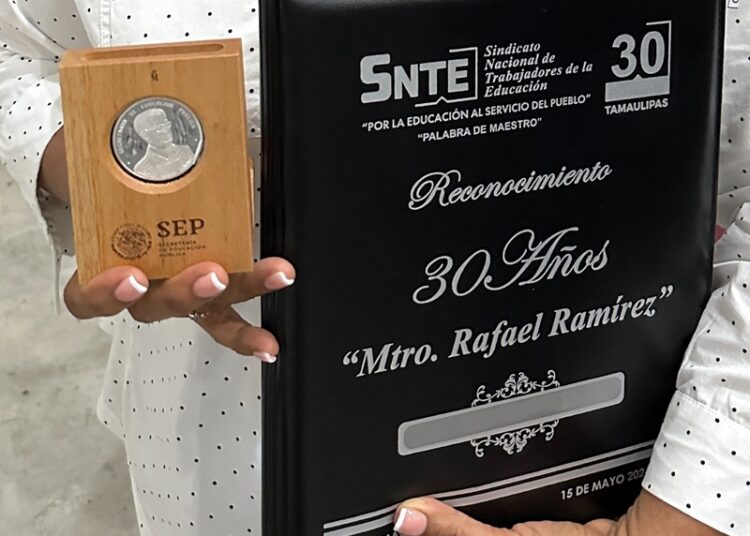 SEP
SECRETARÍA
DE EDUCACIÓN
PÚBLICA
SNTE
Sindicato
Nacional de
Trabajadores de la
Educación
"POR LA EDUCACIÓN AL SERVICIO DEL PUEBLO"
"PALABRA DE MAESTRO"
30
TAMAULIPAS
Reconocimiento
30 Años
"Mtro. Rafael Ramírez"
15 DE MAYO